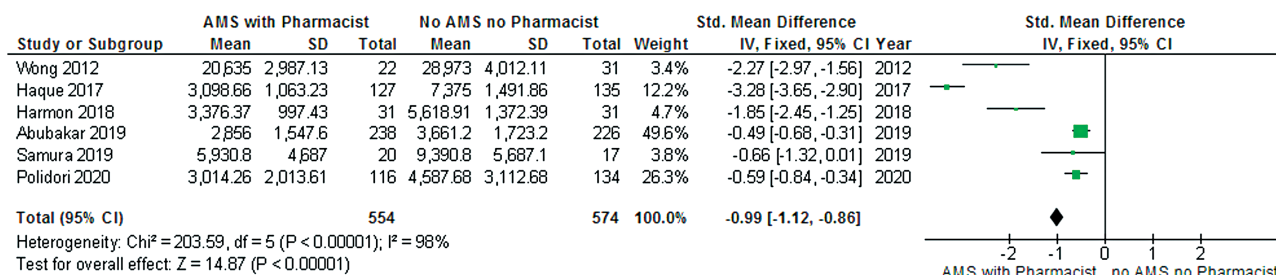 AMS with Pharmacist No AMS no Pharmacist Std. Mean Difference Std. Mean Difference
Study or Subgroup Mean SD Total Mean SD Total Weight IV, Fixed, 95% CI Year IV, Fixed, 95% CI
Wong 2012 20,635 2,987.13 22 28,973 4,012.11 31 3.4% -2.27 [-2.97, -1.56] 2012
Haque 2017 3,098.66 1,063.23 127 7,375 1,491.86 135 12.2% -3.28 [-3.65, -2.90] 2017
Harmon 2018 3,376.37 997.43 31 5,618.91 1,372.39 31 4.7% -1.85 [-2.45, -1.25] 2018
Abubakar 2019 2,856 1,547.6 238 3,661.2 1,723.2 226 49.6% -0.49 [-0.68, -0.31] 2019
Samura 2019 5,930.8 4,687 20 9,390.8 5,687.1 17 3.8% -0.66 [-1.32, 0.01] 2019
Polidori 2020 3,014.26 2,013.61 116 4,587.68 3,112.68 134 26.3% -0.59 [-0.84, -0.34] 2020
Total (95% CI) 554 574 100.0% -0.99 [-1.12, -0.86]
Heterogeneity: Chi² = 203.59, df = 5 (P < 0.00001); I² = 98%
Test for overall effect: Z = 14.87 (P < 0.00001)
-2 -1 0 1 2
AMS with Pharmacist no AMS no Pharmacist